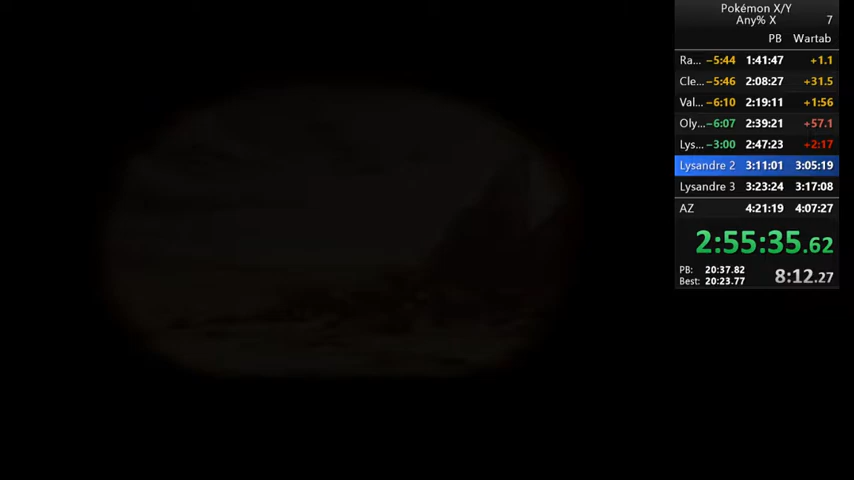 Pokémon X/Y
Any% X 7
PB Wartab
Ra... −5:44 1:41:47 +1.1
Cle... −5:46 2:08:27 +31.5
Val... −6:10 2:19:11 +1:56
Oly... −6:07 2:39:21 +57.1
Lys... −3:00 2:47:23 +2:17
Lysandre 2 3:11:01 3:05:19
Lysandre 3 3:23:24 3:17:08
AZ 4:21:19 4:07:27
2:55:35.62
PB: 20:37.82
Best: 20:23.77
8:12.27